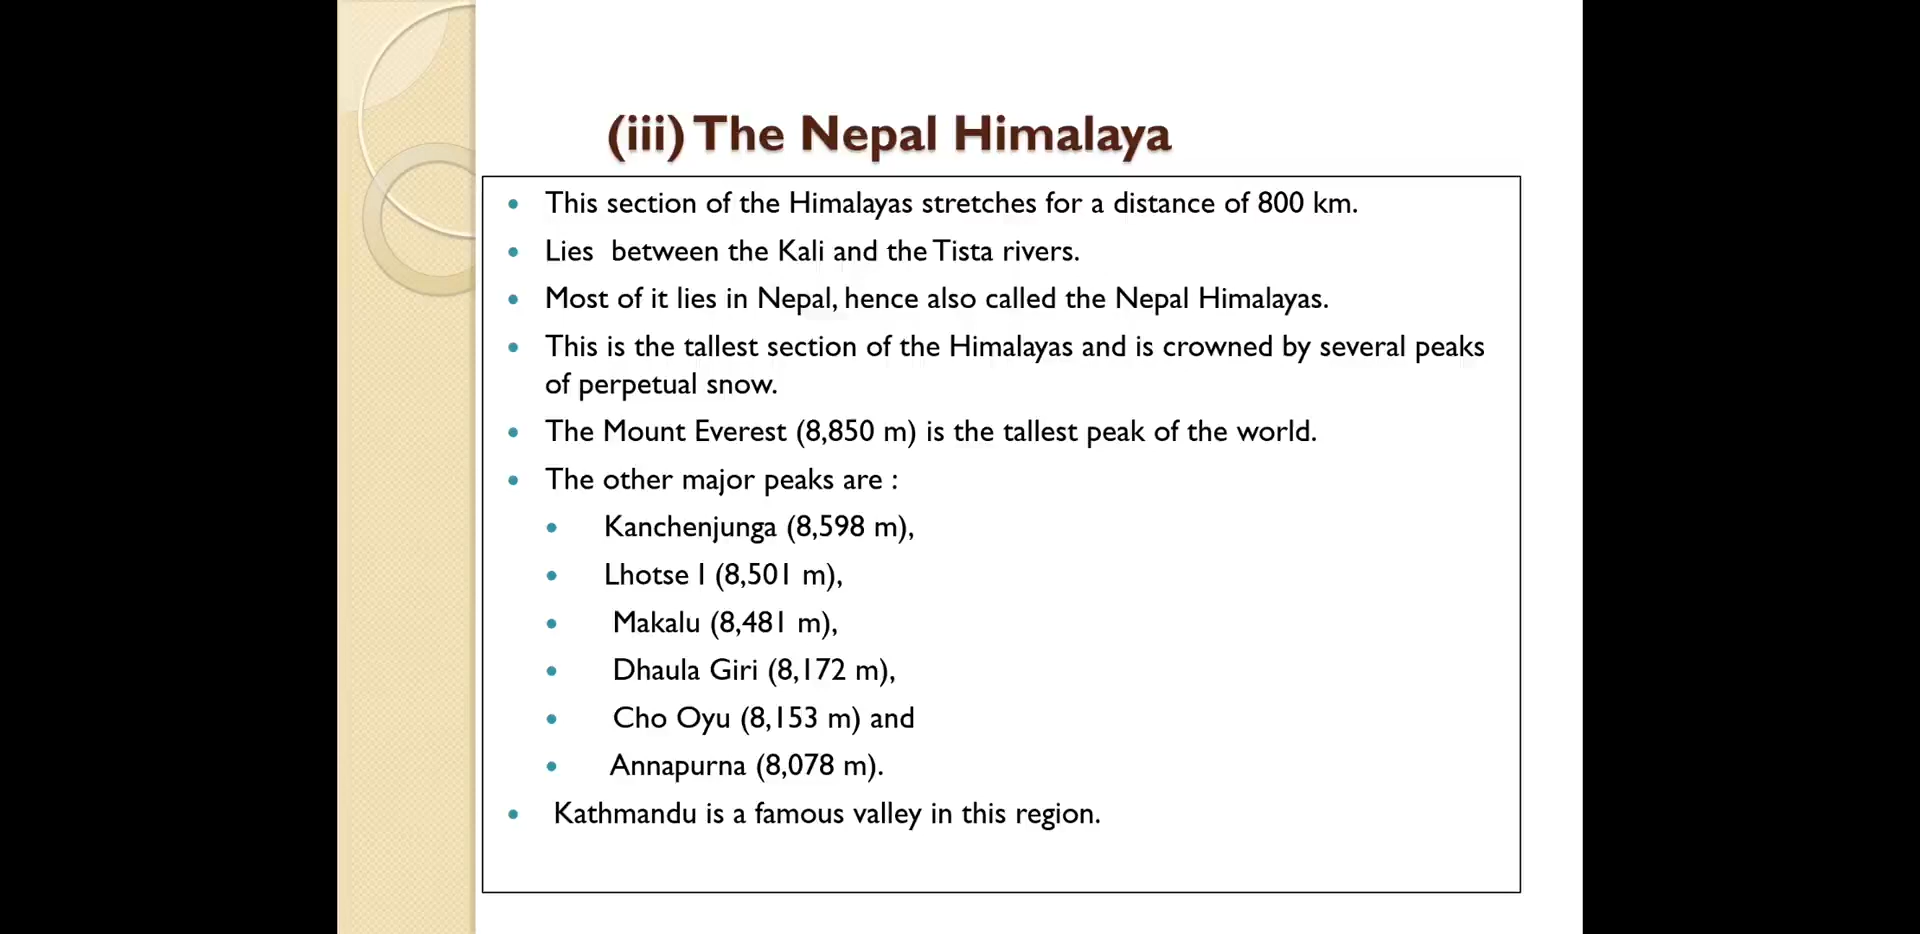 (iii) The Nepal Himalaya
• This section of the Himalayas stretches for a distance of 800 km.
• Lies between the Kali and the Tista rivers.
• Most of it lies in Nepal, hence also called the Nepal Himalayas.
• This is the tallest section of the Himalayas and is crowned by several peaks
of perpetual snow.
• The Mount Everest (8,850 m) is the tallest peak of the world.
• The other major peaks are :
• Kanchenjunga (8,598 m),
• Lhotse I (8,501 m),
• Makalu (8,481 m),
• Dhaula Giri (8,172 m),
• Cho Oyu (8,153 m) and
• Annapurna (8,078 m).
• Kathmandu is a famous valley in this region.